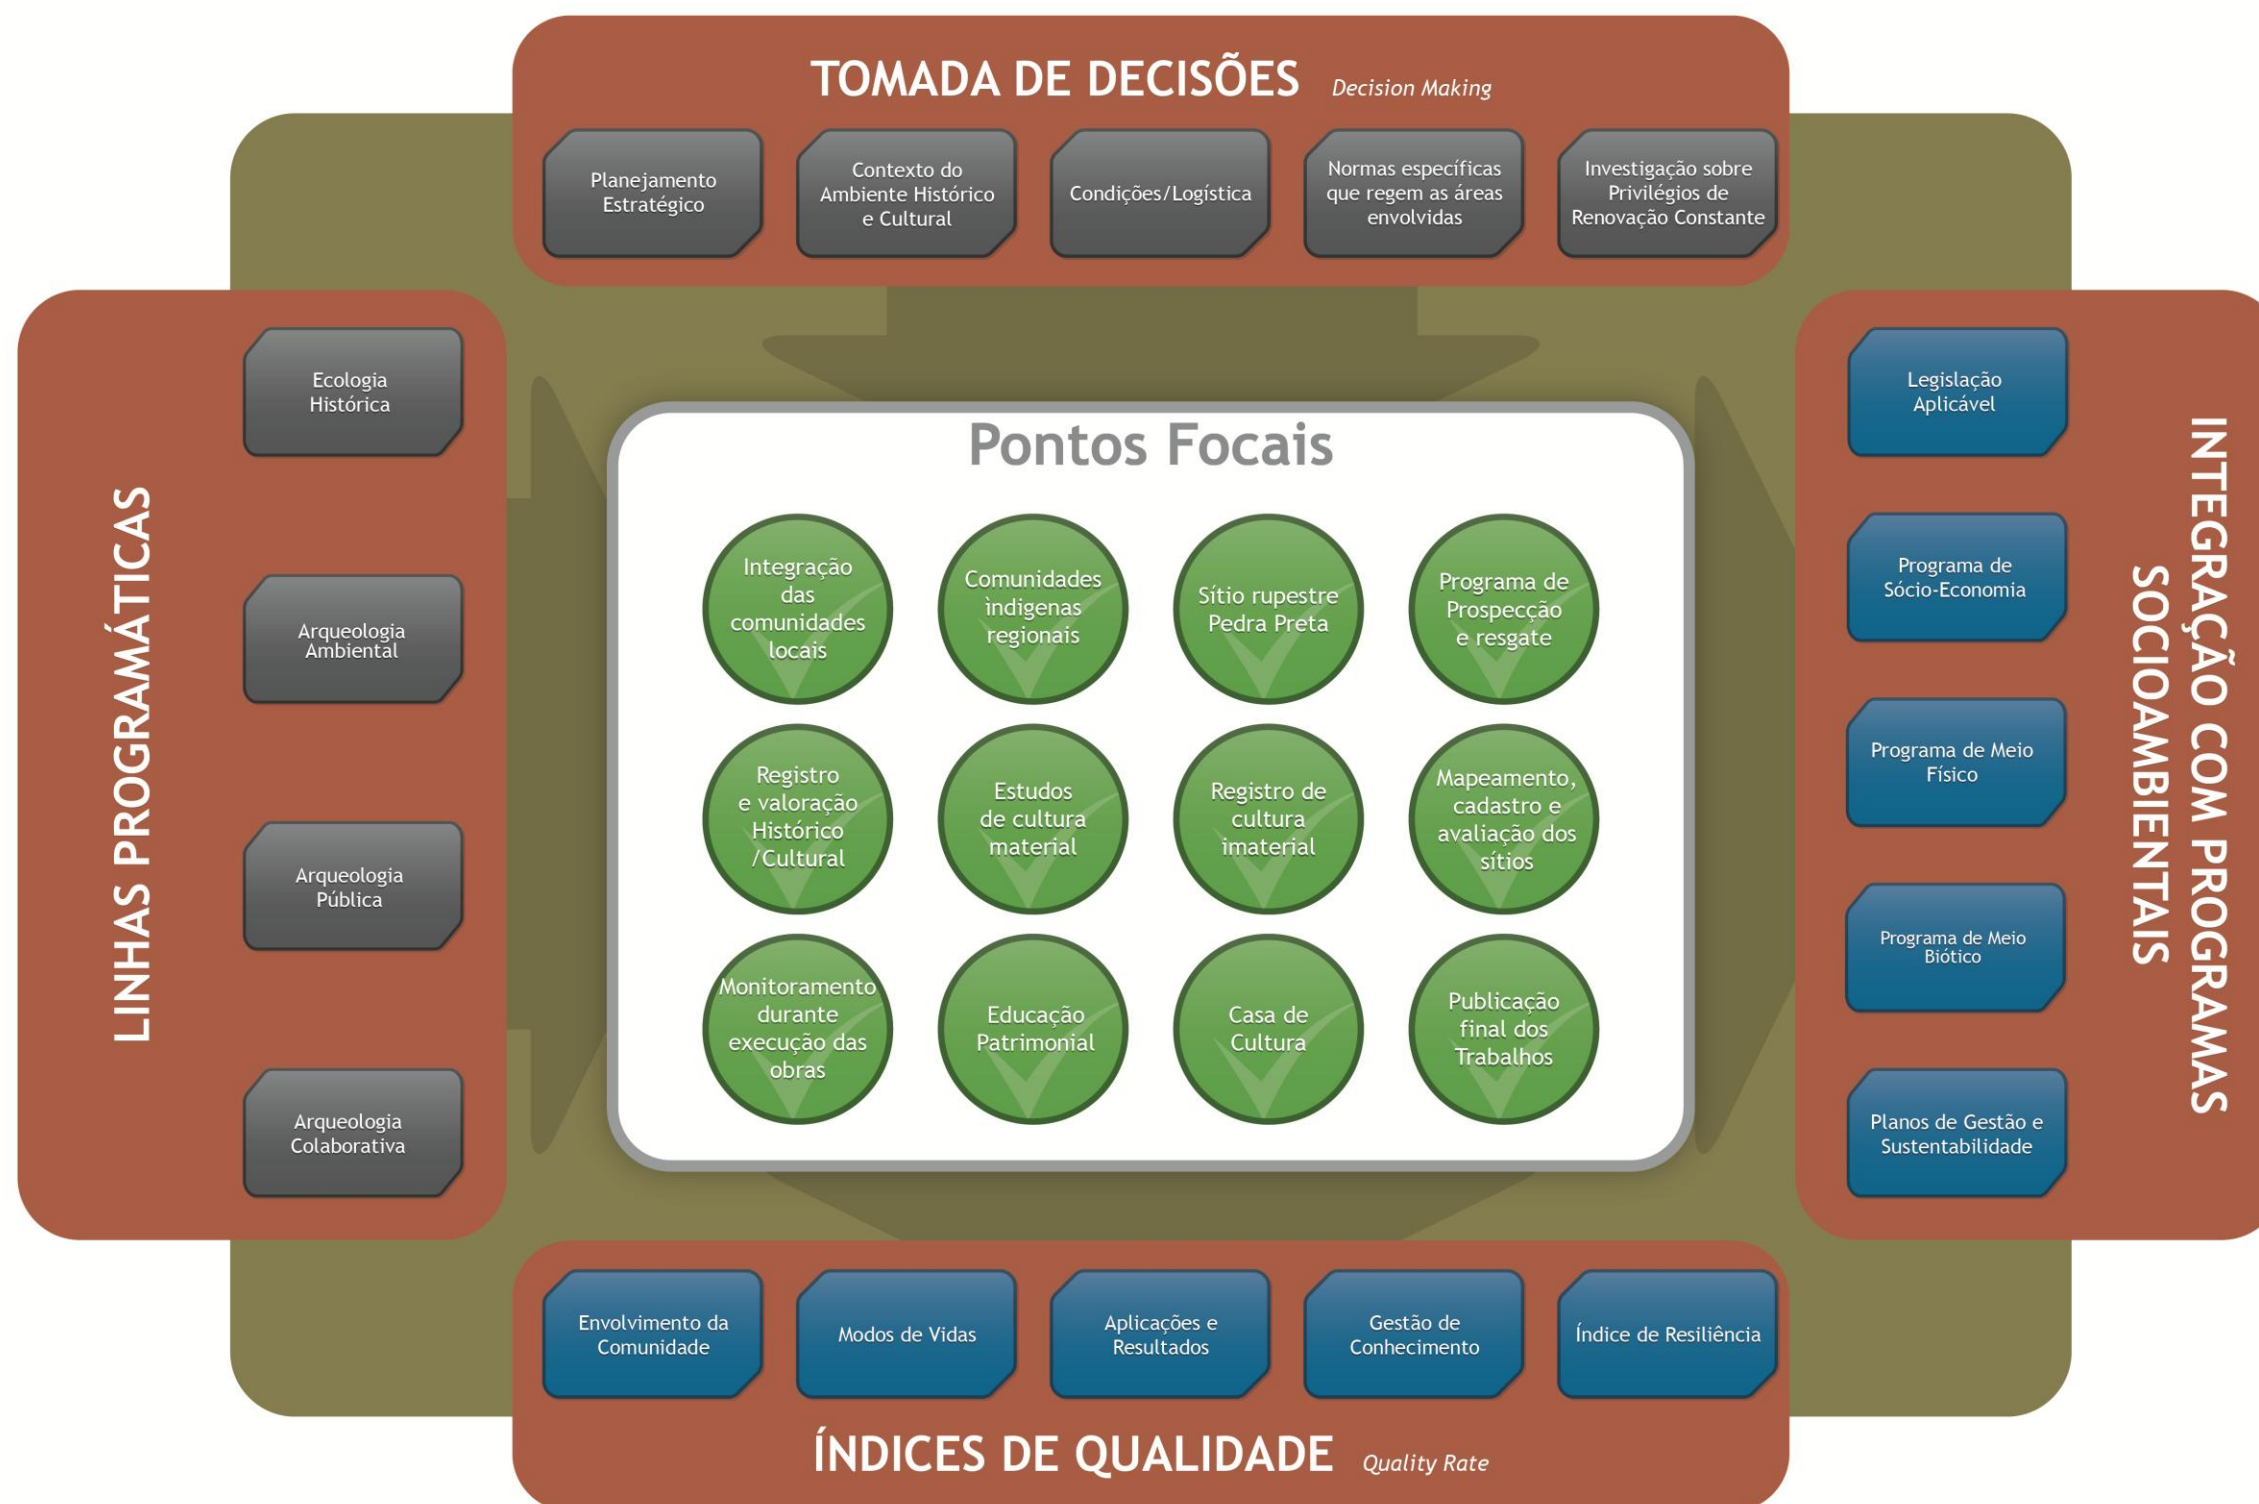 TOMADA DE DECISÕES Decision Making
Planejamento
Estratégico
Contexto do
Ambiente Histórico
e Cultural
Condições/Logística
Normas específicas
que regem as áreas
envolvidas
Investigação sobre
Privilégios de
Renovação Constante
LINHAS PROGRAMÁTICAS
Ecologia
Histórica
Arqueologia
Ambiental
Arqueologia
Pública
Arqueologia
Colaborativa
Pontos Focais
Integração
das
comunidades
locais
Comunidades
ìndigenas
regionais
Sítio rupestre
Pedra Preta
Programa de
Prospecção
e resgate
Registro
e valoração
Histórico
/Cultural
Estudos
de cultura
material
Registro de
cultura
imaterial
Mapeamento,
cadastro e
avaliação dos
sítios
Monitoramento
durante
execução das
obras
Educação
Patrimonial
Casa de
Cultura
Publicação
final dos
Trabalhos
INTEGRAÇÃO COM PROGRAMAS
SOCIOAMBIENTAIS
Legislação
Aplicável
Programa de
Sócio-Economia
Programa de Meio
Físico
Programa de Meio
Biótico
Planos de Gestão e
Sustentabilidade
Envolvimento da
Comunidade
Modos de Vidas
Aplicações e
Resultados
Gestão de
Conhecimento
Índice de Resiliência
ÍNDICES DE QUALIDADE Quality Rate